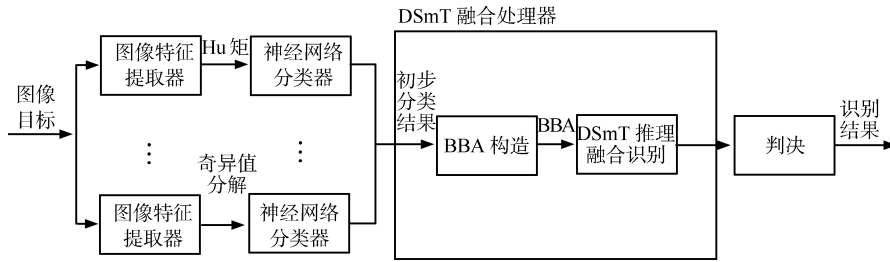 DSmT 融合处理器
图像
目标
图像特征
提取器
Hu 矩
神经网络
分类器
图像特征
提取器
奇异值
分解
神经网络
分类器
初步
分类
结果
BBA 构造
BBA
DSmT 推理
融合识别
判决
识别
结果